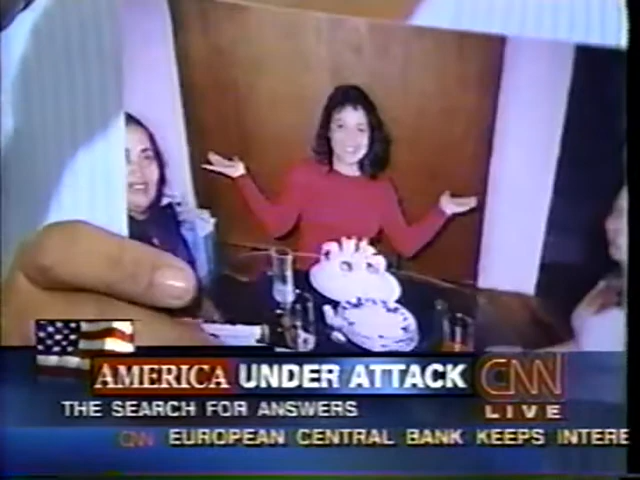 AMERICA UNDER ATTACK
CNN
LIVE
THE SEARCH FOR ANSWERS
CNN EUROPEAN CENTRAL BANK KEEPS INTERE